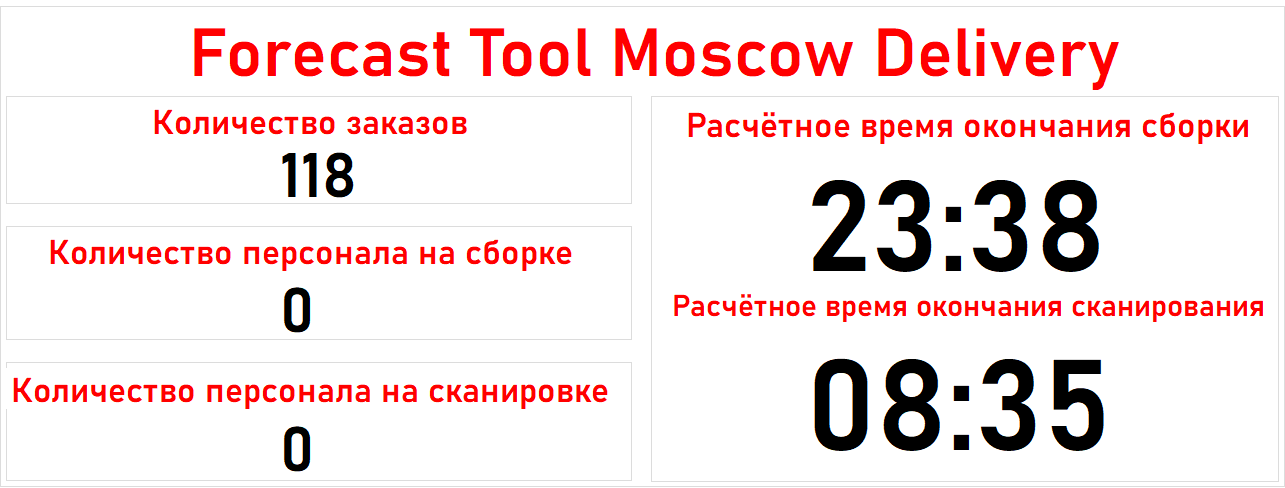 Forecast Tool Moscow Delivery
Количество заказов
118
Количество персонала на сборке
0
Количество персонала на сканировке
0
Расчётное время окончания сборки
23:38
Расчётное время окончания сканирования
08:35